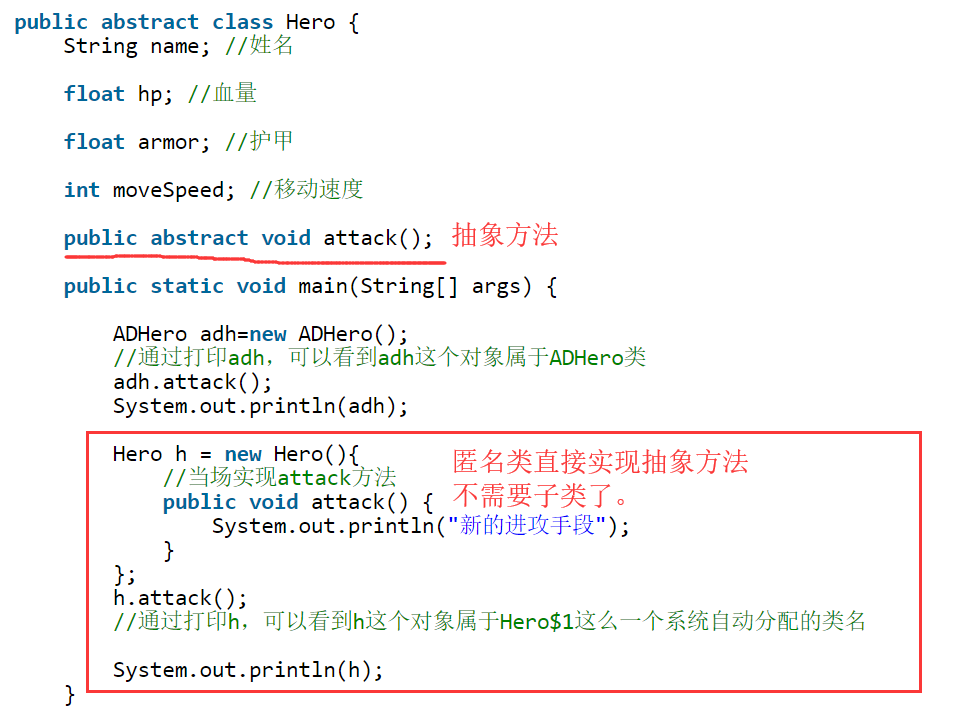 public abstract class Hero {
String name; //姓名
float hp; //血量
float armor; //护甲
int moveSpeed; //移动速度
public abstract void attack(); 抽象方法
public static void main(String[] args) {
ADHero adh=new ADHero();
//通过打印adh，可以看到adh这个对象属于ADHero类
adh.attack();
System.out.println(adh);
Hero h = new Hero(){
匿名类直接实现抽象方法
//当场实现attack方法
不需要子类了。
public void attack() {
System.out.println("新的进攻手段");
}
};
h.attack();
//通过打印h，可以看到h这个对象属于Hero$1这么一个系统自动分配的类名
System.out.println(h);
}